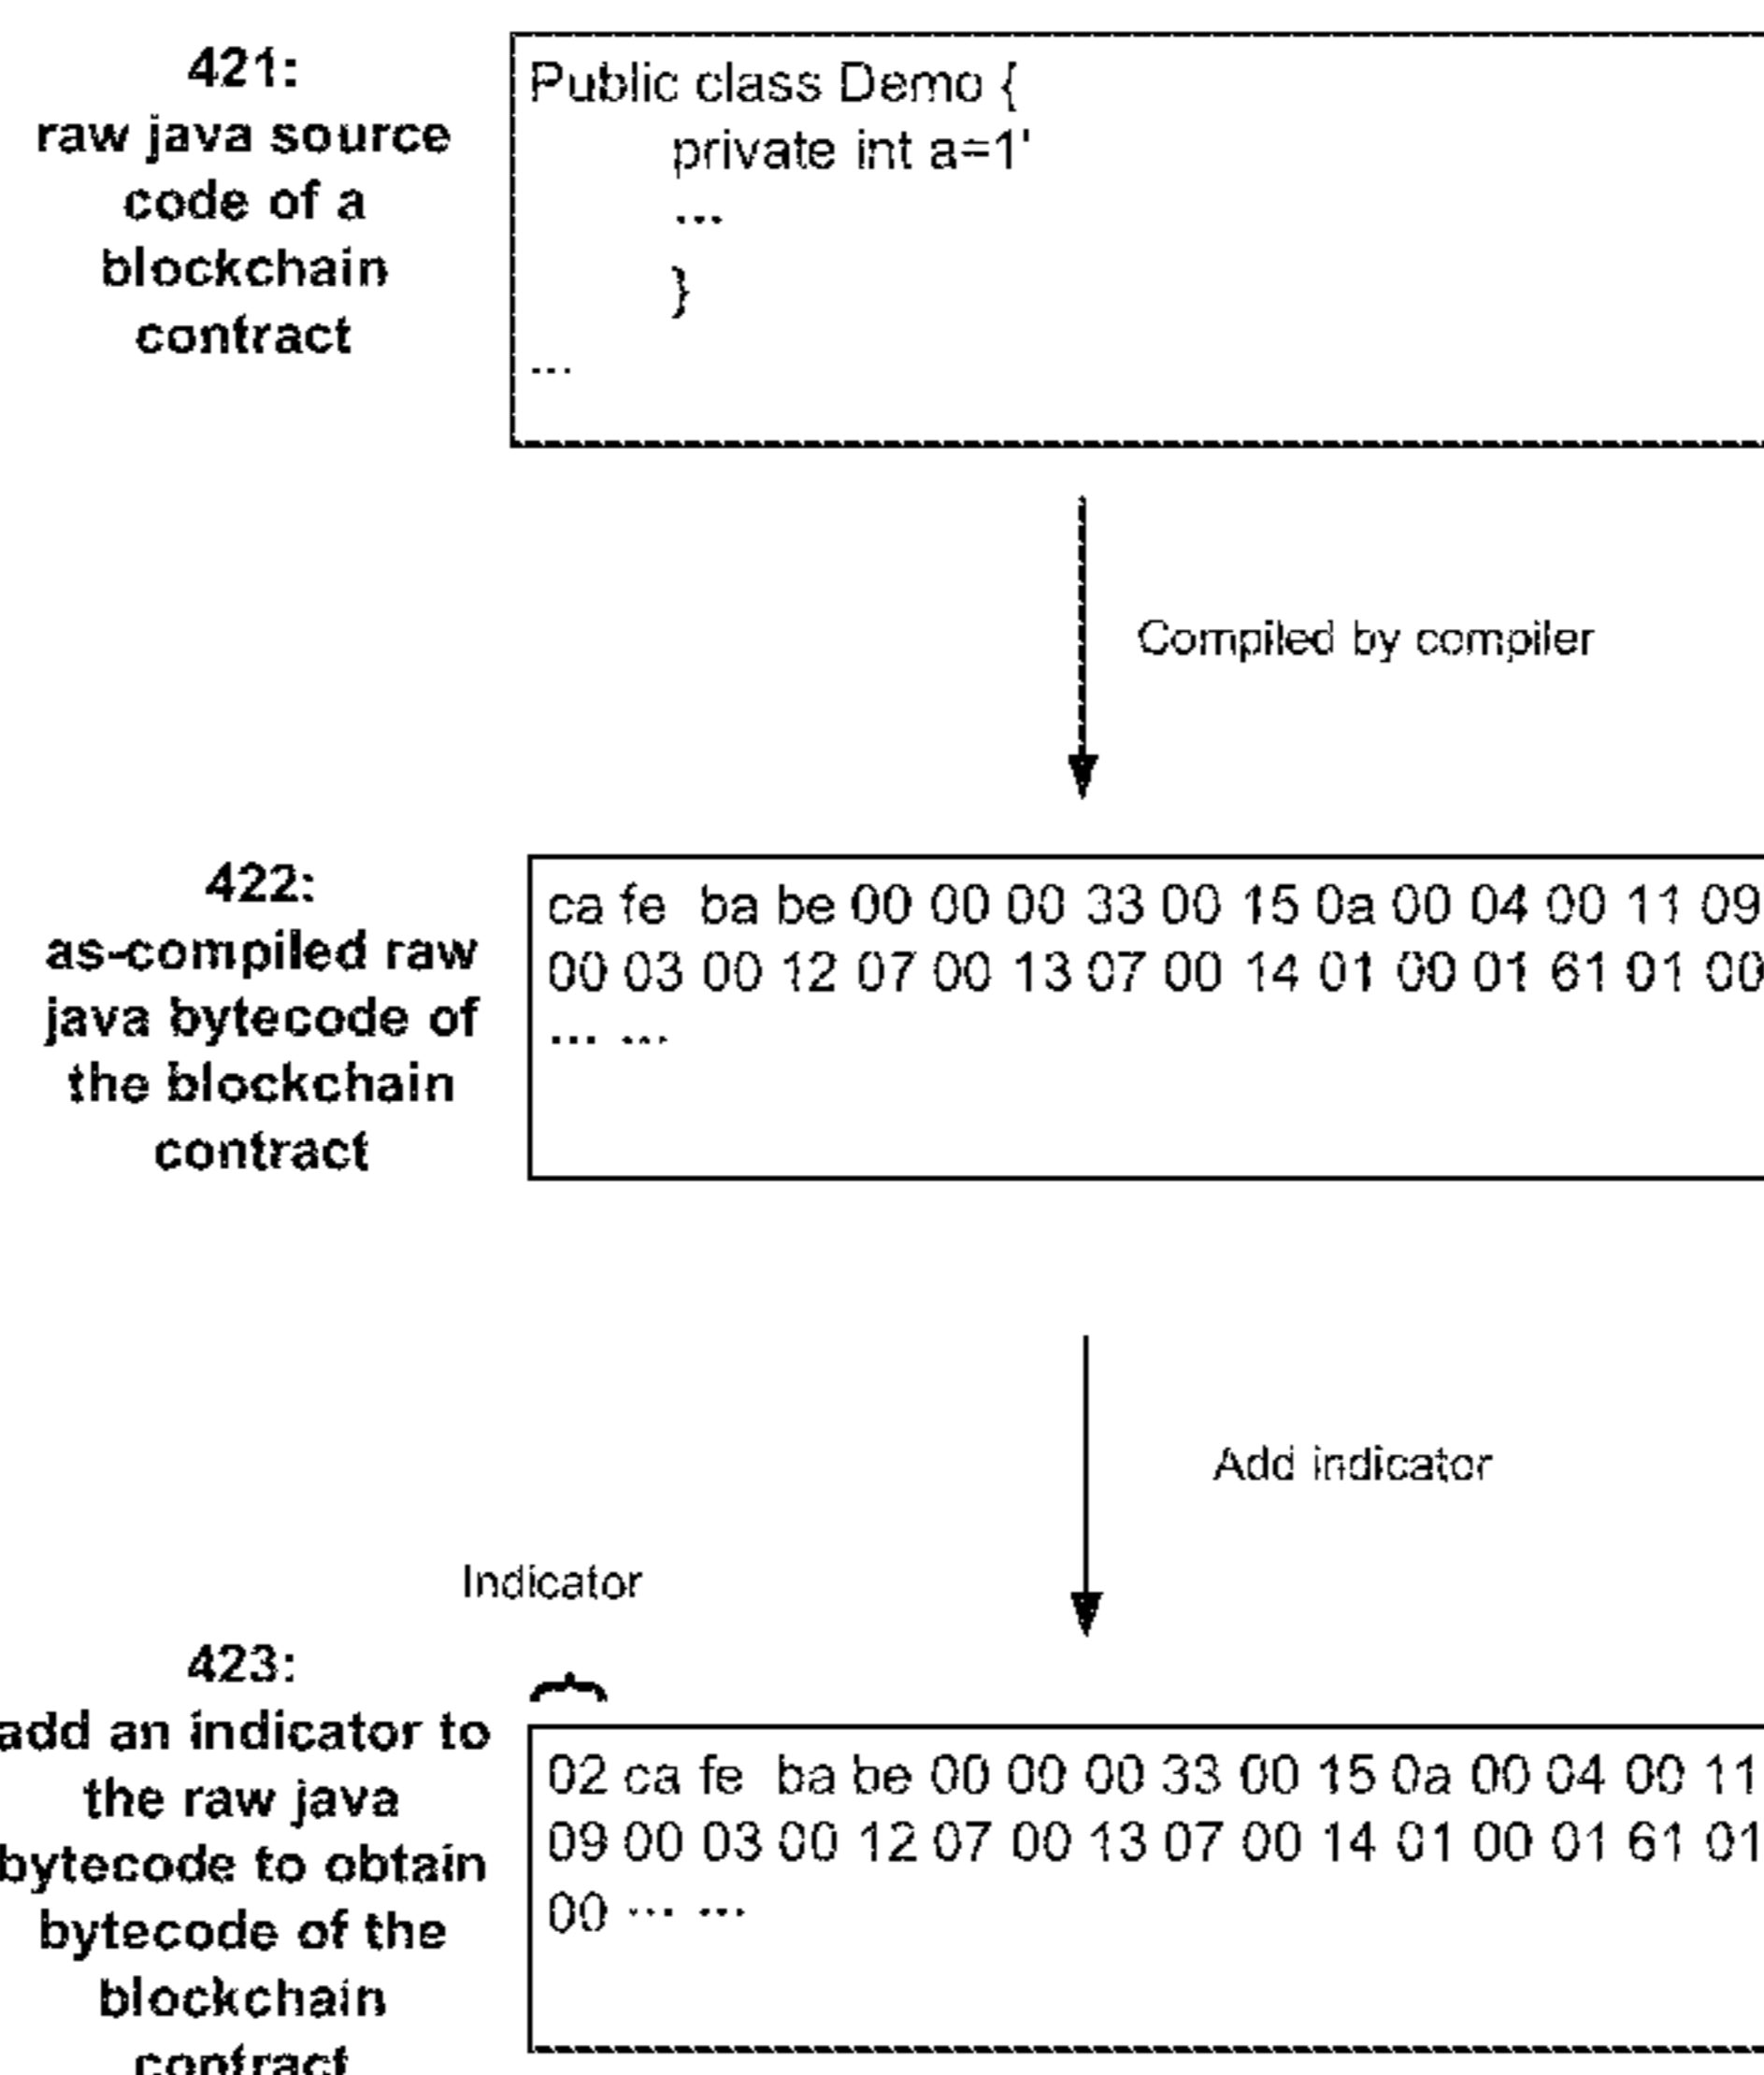 421:
raw java source
code of a
blockchain
contract
Public class Demo {
private int a=1'
...
}
...
Compiled by compiler
422:
as-compiled raw
java bytecode of
the blockchain
contract
ca fe ba be 00 00 00 33 00 15 0a 00 04 00 11 09
00 03 00 12 07 00 13 07 00 14 01 00 01 61 01 00
... ...
Add indicator
Indicator
423:
add an indicator to
the raw java
bytecode to obtain
bytecode of the
blockchain
contract
02 ca fe ba be 00 00 00 33 00 15 0a 00 04 00 11
09 00 03 00 12 07 00 13 07 00 14 01 00 01 61 01
00 ... ...